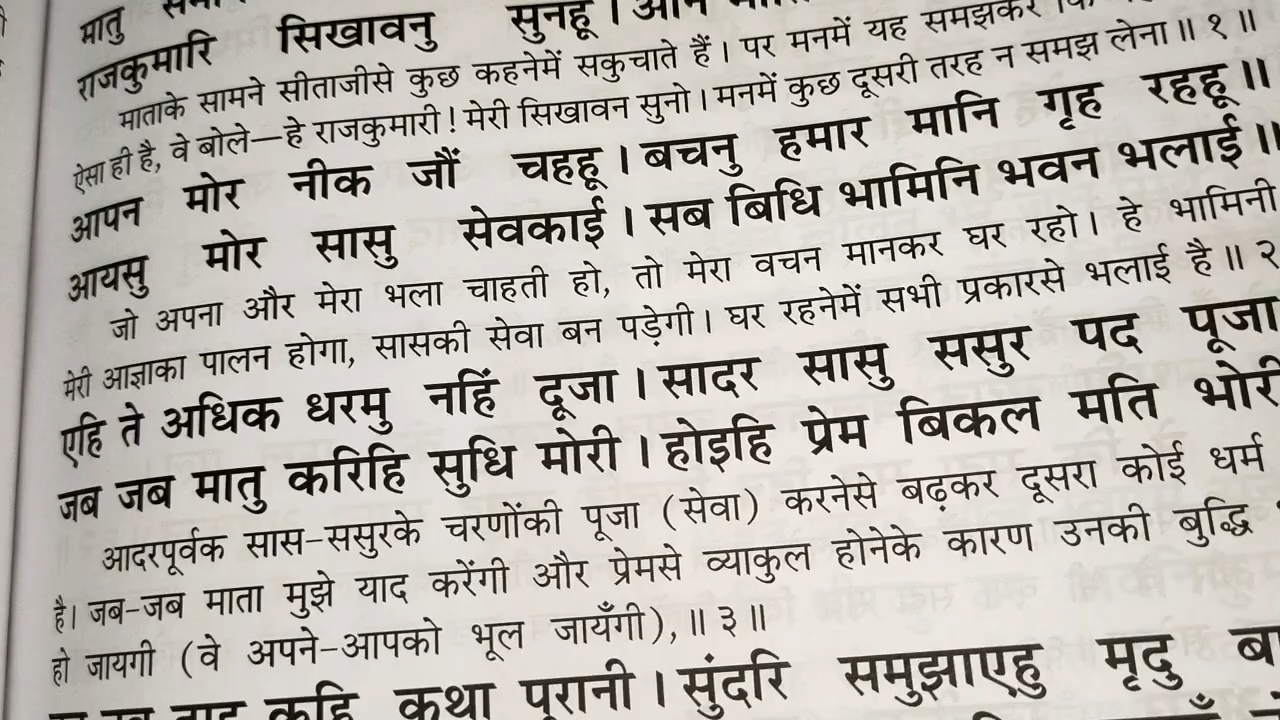 मातु
राजकुमारि सिखावनु सुनहू । आन
माताके सामने सीताजीसे कुछ कहनेमें सकुचाते हैं। पर मनमें यह समझकर कि
ऐसा ही है, वे बोले—हे राजकुमारी ! मेरी सिखावन सुनो। मनमें कुछ दूसरी तरह न समझ लेना ॥ १ ॥
आपन मोर नीक जौं चहहू । बचनु हमार मानि गृह रहहू ॥
आयसु मोर सासु सेवकाई । सब बिधि भामिनि भवन भलाई ॥
जो अपना और मेरा भला चाहती हो, तो मेरा वचन मानकर घर रहो। हे भामिनी
मेरी आज्ञाका पालन होगा, सासकी सेवा बन पड़ेगी। घर रहनेमें सभी प्रकारसे भलाई है ॥ २
एहि ते अधिक धरमु नहिं दूजा । सादर सासु ससुर पद पूजा
जब जब मातु करिहि सुधि मोरी । होइहि प्रेम बिकल मति भोरी
आदरपूर्वक सास-ससुरके चरणोंकी पूजा (सेवा) करनेसे बढ़कर दूसरा कोई धर्म
है। जब-जब माता मुझे याद करेंगी और प्रेमसे व्याकुल होनेके कारण उनकी बुद्धि
हो जायगी (वे अपने-आपको भूल जायँगी), ॥ ३ ॥
कहि कथा पुरानी । सुंदरि समुझाएहु मृदु